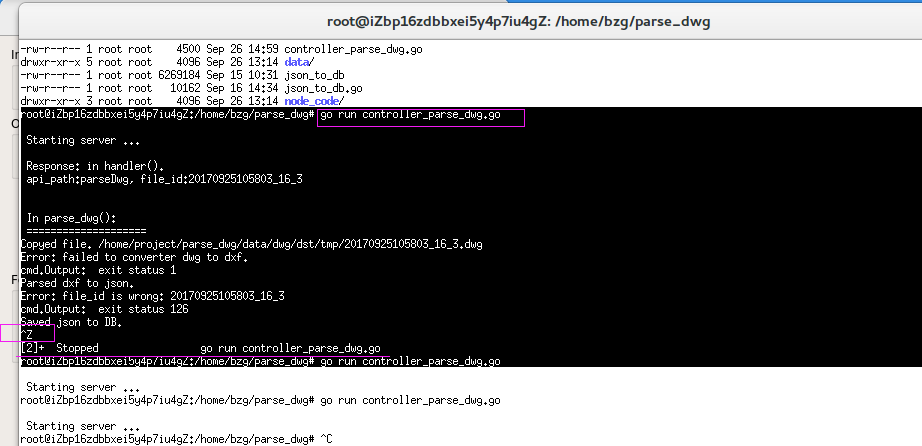 root@iZbp16zdbbxei5y4p7iu4gZ: /home/bzg/parse_dwg
-rw-r--r-- 1 root root    4500 Sep 26 14:59 controller_parse_dwg.go
drwxr-xr-x 5 root root    4096 Sep 26 13:14 data/
-rw-r--r-- 1 root root 6269184 Sep 15 10:31 json_to_db
-rw-r--r-- 1 root root   10162 Sep 16 14:34 json_to_db.go
drwxr-xr-x 3 root root    4096 Sep 26 13:14 node_code/
root@iZbp16zdbbxei5y4p7iu4gZ:/home/bzg/parse_dwg# go run controller_parse_dwg.go
Starting server ...
Response: in handler().
api_path:parseDwg, file_id:20170925105803_16_3
In parse_dwg():
====================
Copyed file. /home/project/parse_dwg/data/dwg/dst/tmp/20170925105803_16_3.dwg
Error: failed to converter dwg to dxf.
cmd.Output:  exit status 1
Parsed dxf to json.
Error: file_id is wrong: 20170925105803_16_3
cmd.Output:  exit status 126
Saved json to DB.
^Z
[2]+  Stopped                 go run controller_parse_dwg.go
root@iZbp16zdbbxei5y4p7iu4gZ:/home/bzg/parse_dwg# go run controller_parse_dwg.go
Starting server ...
root@iZbp16zdbbxei5y4p7iu4gZ:/home/bzg/parse_dwg# go run controller_parse_dwg.go
Starting server ...
root@iZbp16zdbbxei5y4p7iu4gZ:/home/bzg/parse_dwg# ^C